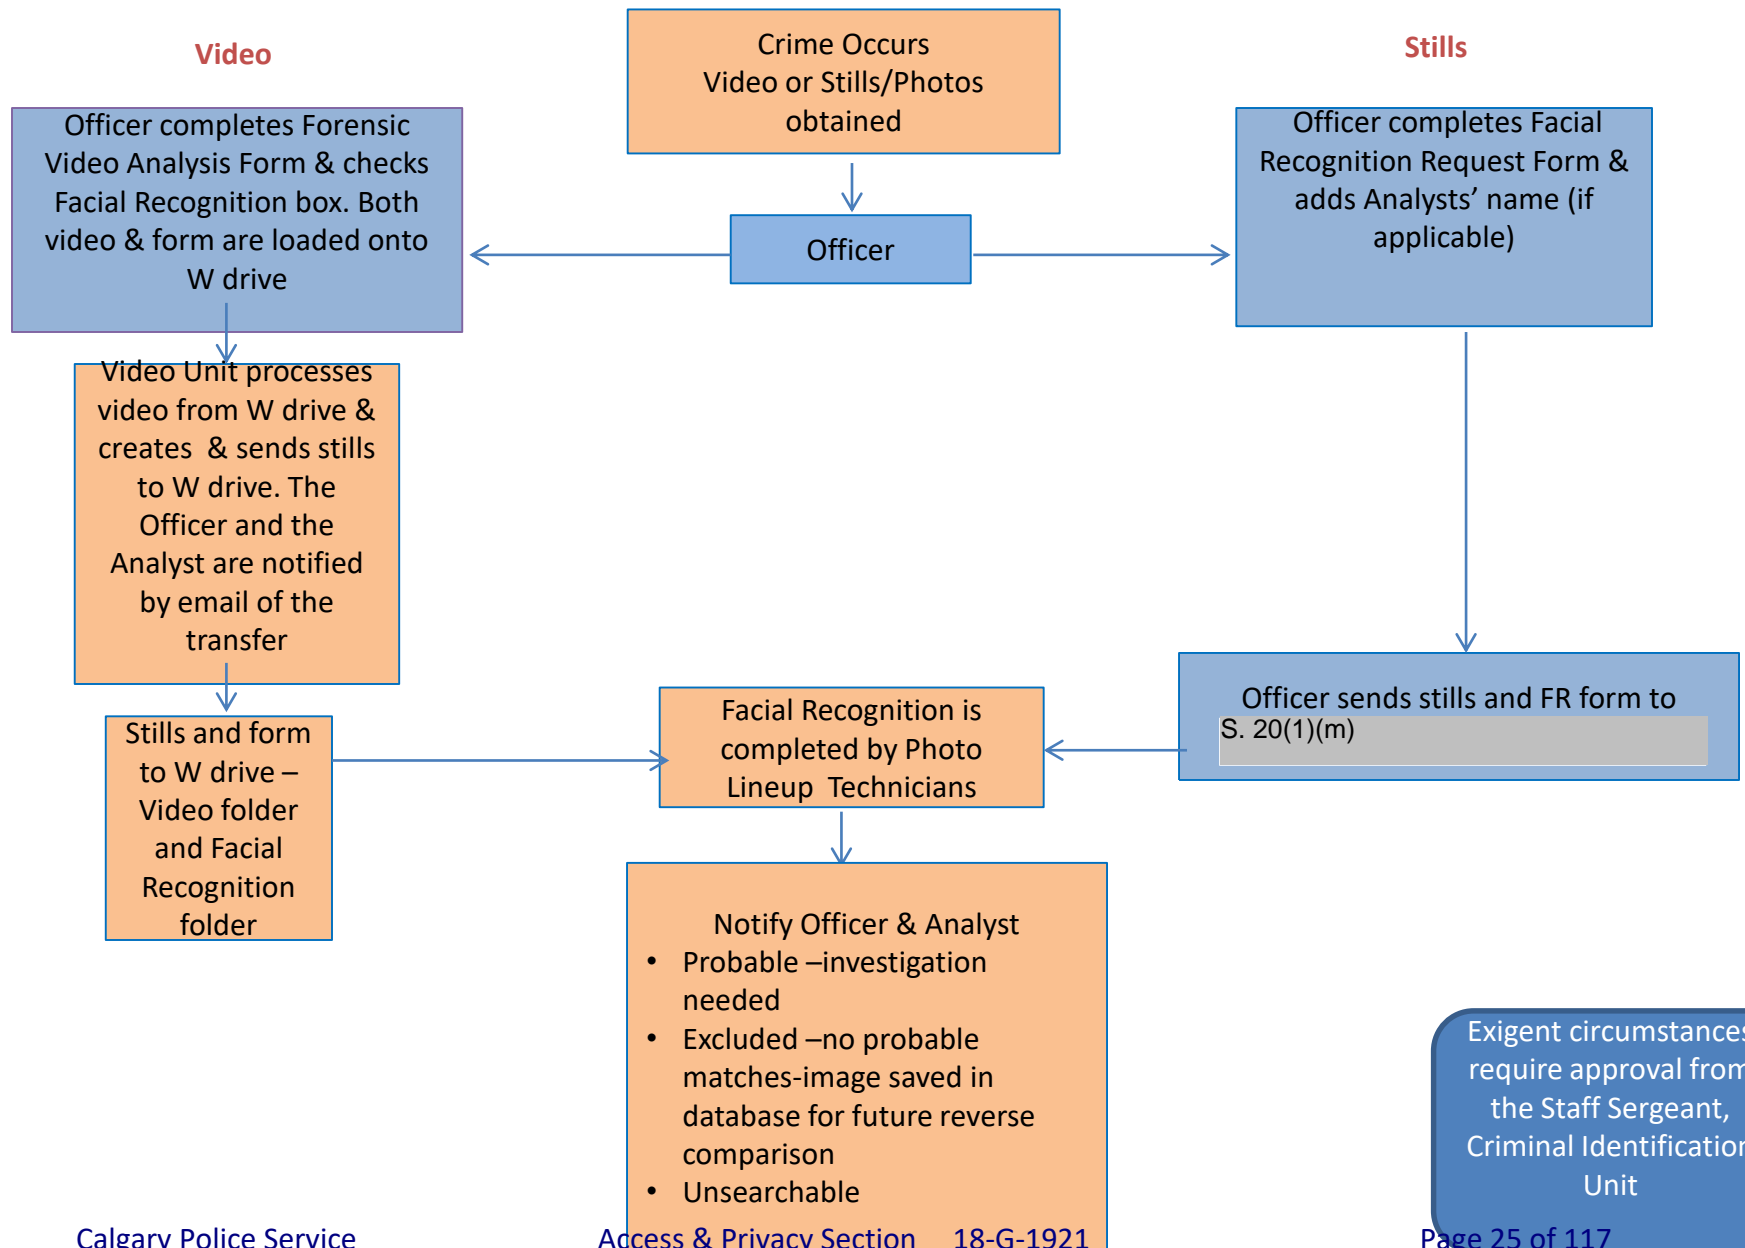 Video
Crime Occurs
Video or Stills/Photos
obtained
Stills
Officer completes Forensic
Video Analysis Form & checks
Facial Recognition box. Both
video & form are loaded onto
W drive
Officer
Officer completes Facial
Recognition Request Form &
adds Analysts’ name (if
applicable)
Video Unit processes
video from W drive &
creates & sends stills
to W drive. The
Officer and the
Analyst are notified
by email of the
transfer
Stills and form
to W drive –
Video folder
and Facial
Recognition
folder
Facial Recognition is
completed by Photo
Lineup Technicians
Officer sends stills and FR form to
S. 20(1)(m)
Notify Officer & Analyst
• Probable –investigation
needed
• Excluded –no probable
matches-image saved in
database for future reverse
comparison
• Unsearchable
Exigent circumstances
require approval from
the Staff Sergeant,
Criminal Identification
Unit
Calgary Police Service Access & Privacy Section 18-G-1921 Page 25 of 117